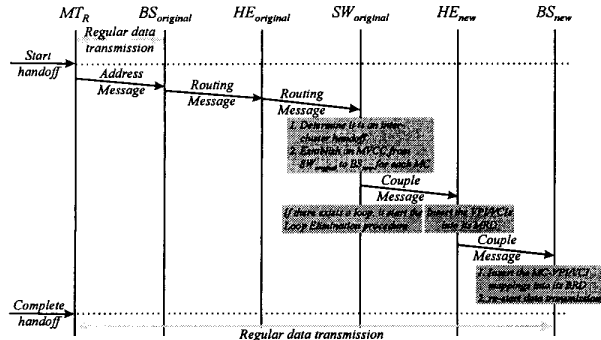 MT_R BS_original HE_original SW_original HE_new BS_new
Regular data
transmission
Start
handoff
Address
Message
Routing
Message
Routing
Message
1. Determine it is an inter-
cluster handoff
2. Establish an MVCC from
SW_original to BS_new for each MC
Couple
Message
If there exists a loop, it start the
Loop Elimination procedure
Insert the VPI/VCIs
into its MRD
Couple
Message
1. Insert the MC-VPI/VCI
mappings into its BRD
2. re-start data transmission
Complete
handoff
Regular data transmission